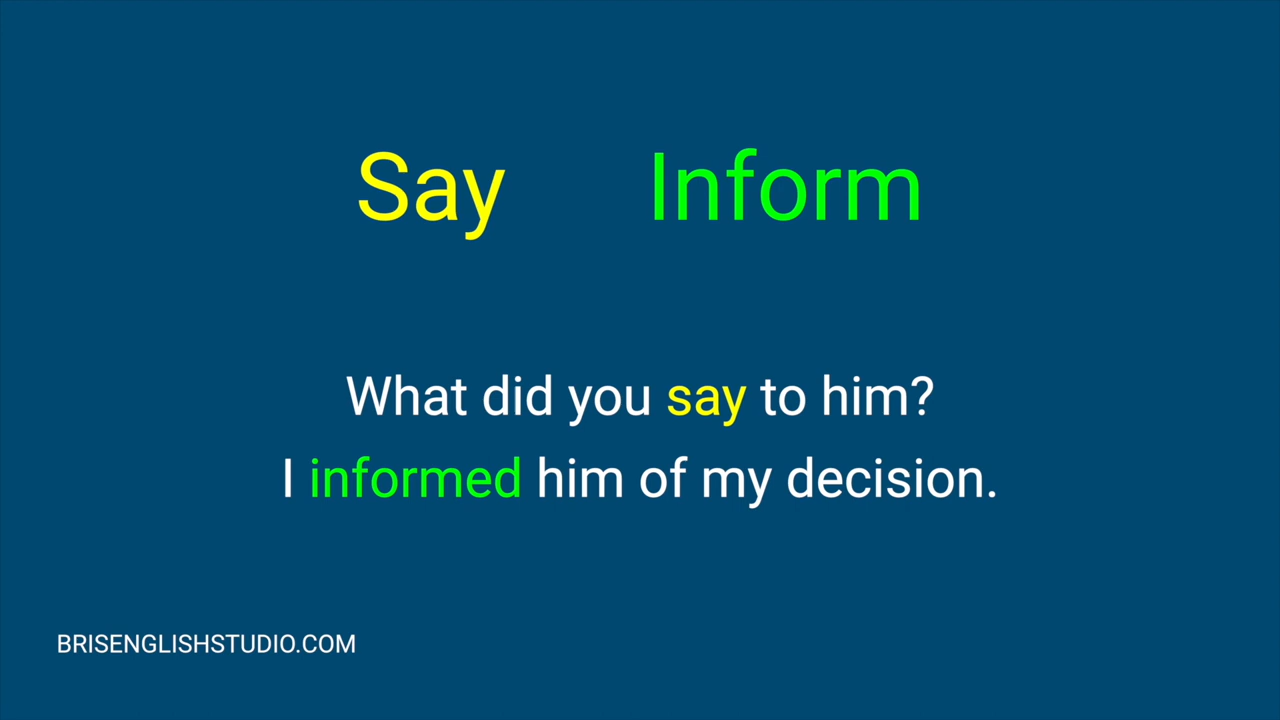 Say Inform
What did you say to him?
I informed him of my decision.
BRISENGLISHSTUDIO.COM